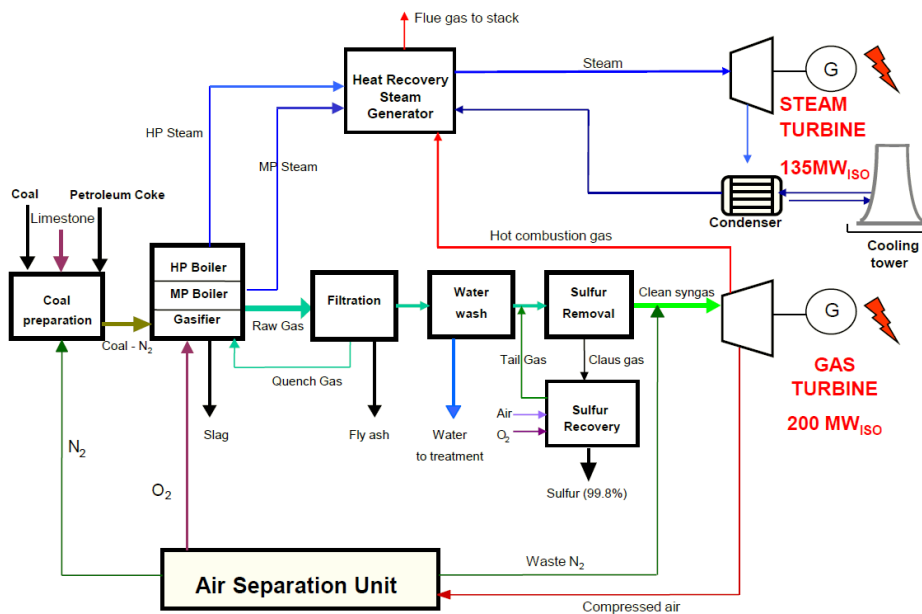 Flue gas to stack
Heat Recovery
Steam
Generator
Steam
G
STEAM
TURBINE
135MWISO
HP Steam
MP Steam
Condenser
Cooling
tower
Coal
Petroleum Coke
Limestone
Hot combustion gas
Coal
preparation
HP Boiler
MP Boiler
Gasifier
Filtration
Water
wash
Sulfur
Removal
Clean syngas
G
Raw Gas
Coal - N2
Quench Gas
Tail Gas
Claus gas
GAS
TURBINE
200 MWISO
Slag
Fly ash
Water
to treatment
Air
O2
Sulfur
Recovery
Sulfur (99.8%)
N2
O2
Air Separation Unit
Waste N2
Compressed air